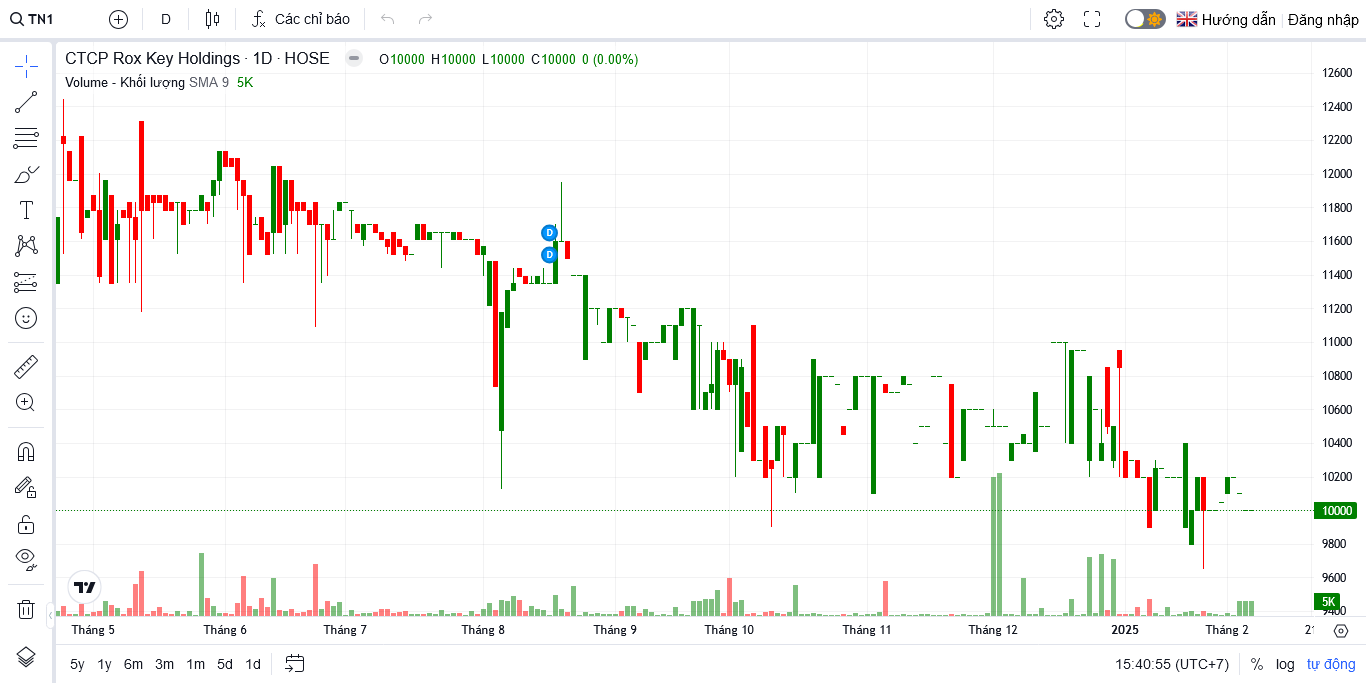 TN1 D Các chỉ báo Hướng dẫn Đăng nhập
CTCP Rox Key Holdings · 1D · HOSE O10000 H10000 L10000 C10000 0 (0.00%)
Volume - Khối lượng SMA 9 5K
D
D
12600
12400
12200
12000
11800
11600
11400
11200
11000
10800
10600
10400
10200
10000
9800
9600
5K
9400
Tháng 5 Tháng 6 Tháng 7 Tháng 8 Tháng 9 Tháng 10 Tháng 11 Tháng 12 2025 Tháng 2
5y 1y 6m 3m 1m 5d 1d 15:40:55 (UTC+7) % log tự động